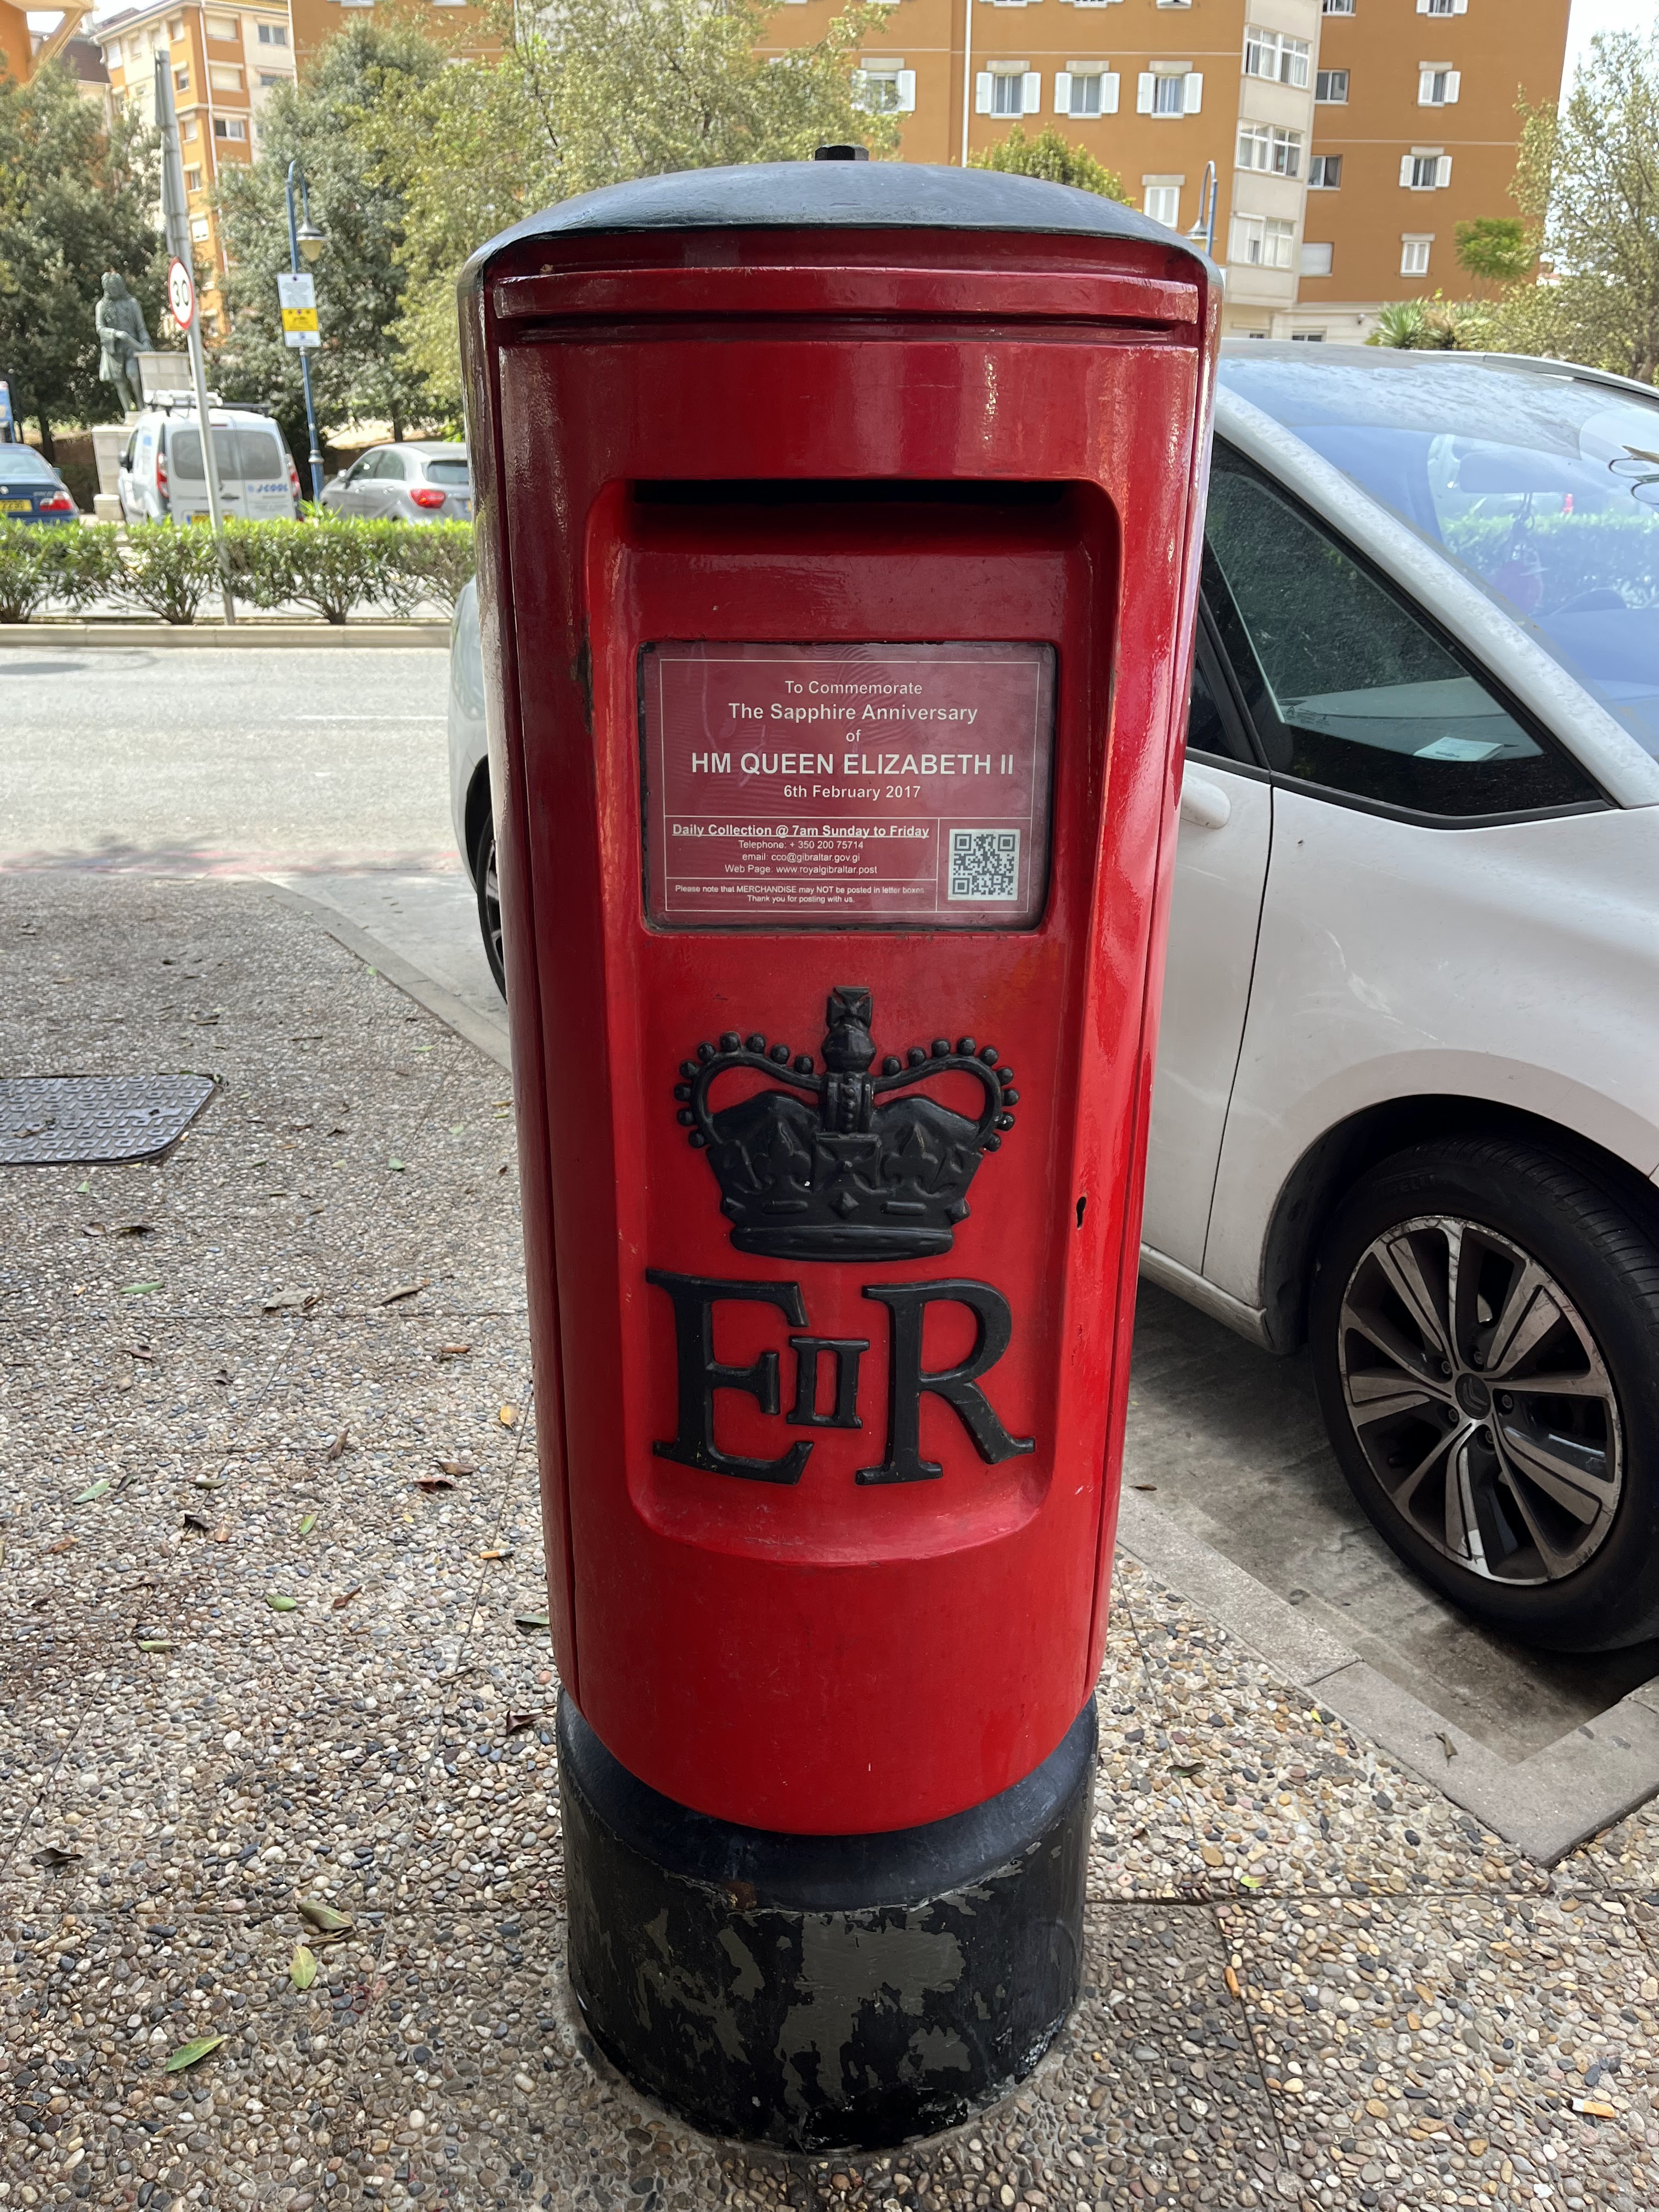 30
J-COOL
To Commemorate
The Sapphire Anniversary
of
HM QUEEN ELIZABETH II
6th February 2017
Daily Collection @ 7am Sunday to Friday
Telephone: + 350 200 75714
email: cco@gibraltar.gov.gi
Web Page: www.royalgibraltar.post
Please note that MERCHANDISE may NOT be posted in letter boxes.
Thank you for posting with us.
EIIR